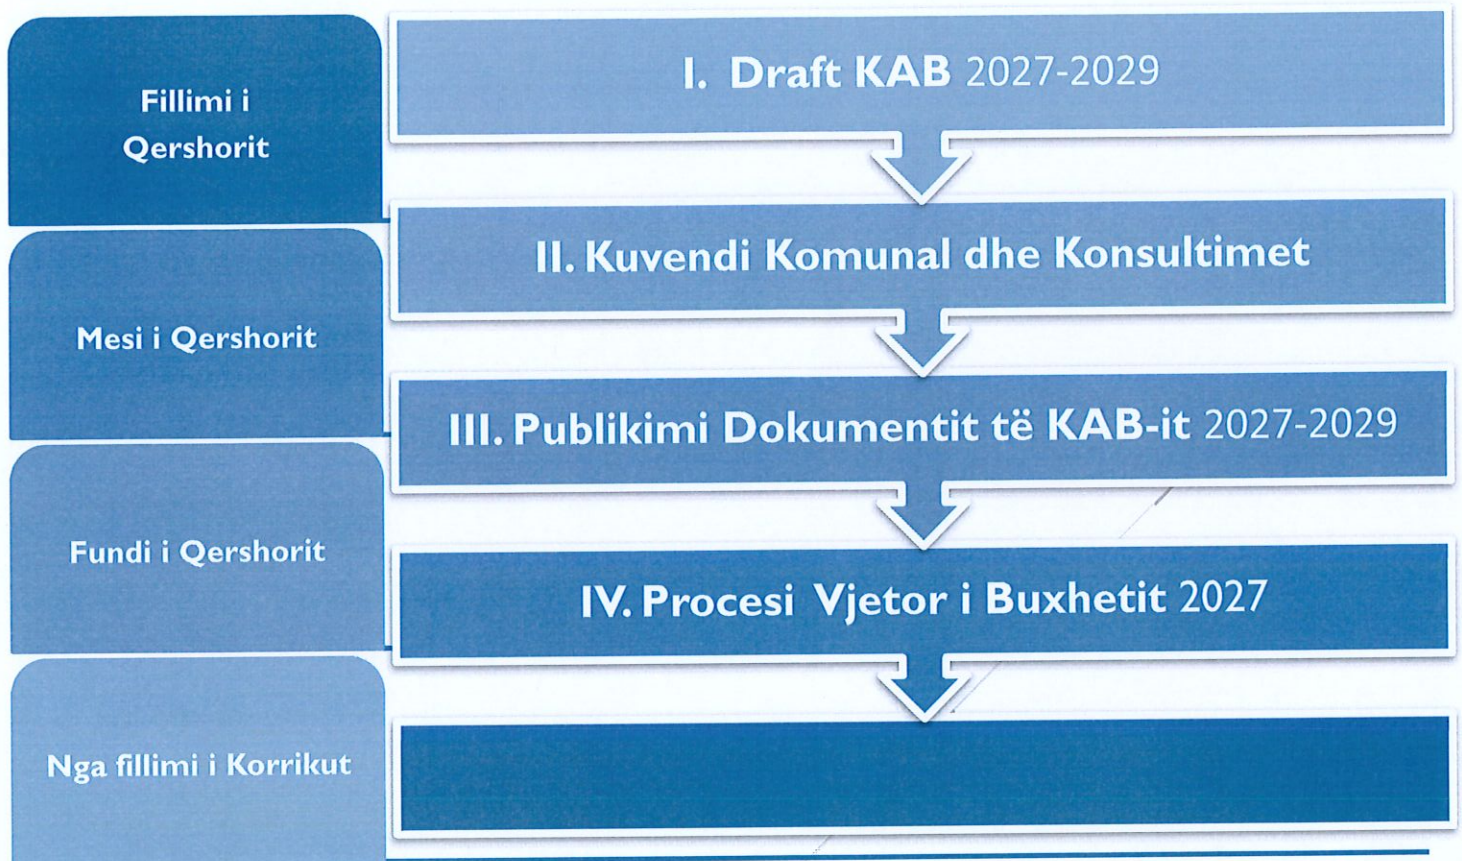 Fillimi i
Qershorit
I. Draft KAB 2027-2029
II. Kuvendi Komunal dhe Konsultimet
Mesi i Qershorit
III. Publikimi Dokumentit të KAB-it 2027-2029
Fundi i Qershorit
IV. Procesi Vjetor i Buxhetit 2027
Nga fillimi i Korrikut